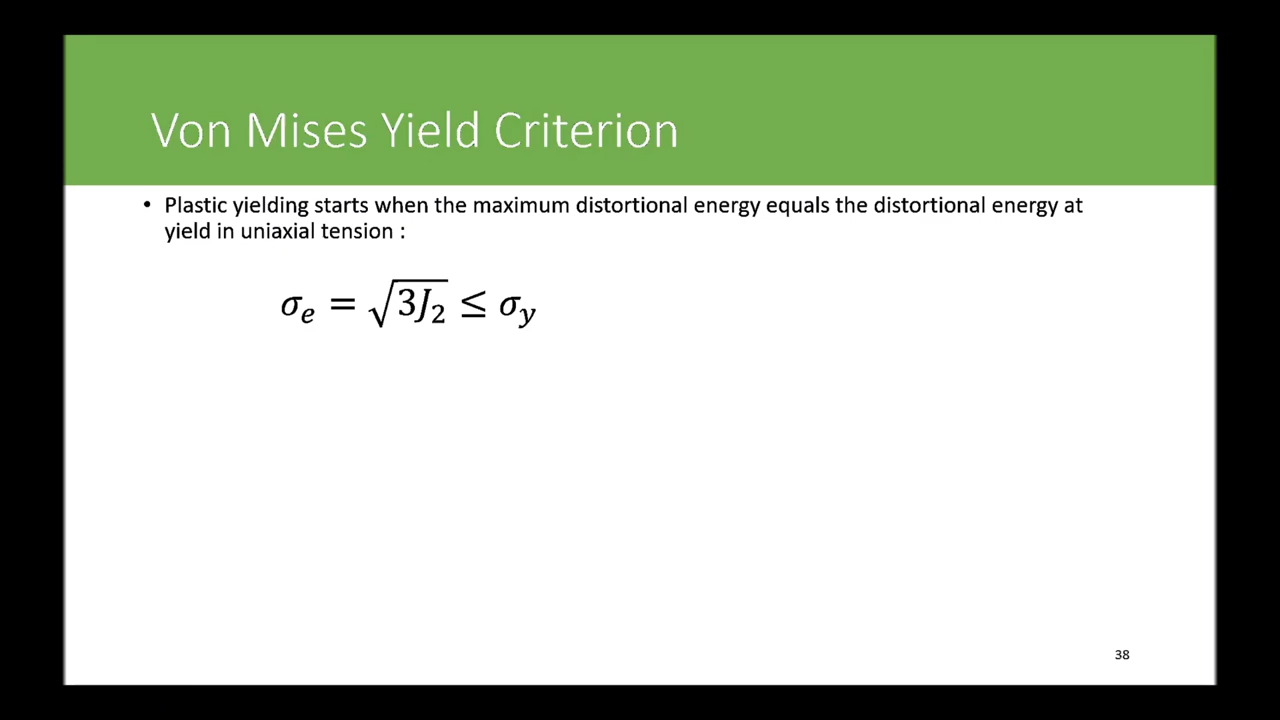 Von Mises Yield Criterion
• Plastic yielding starts when the maximum distortional energy equals the distortional energy at
yield in uniaxial tension :
σₑ = √(3J₂) ≤ σ_y
38